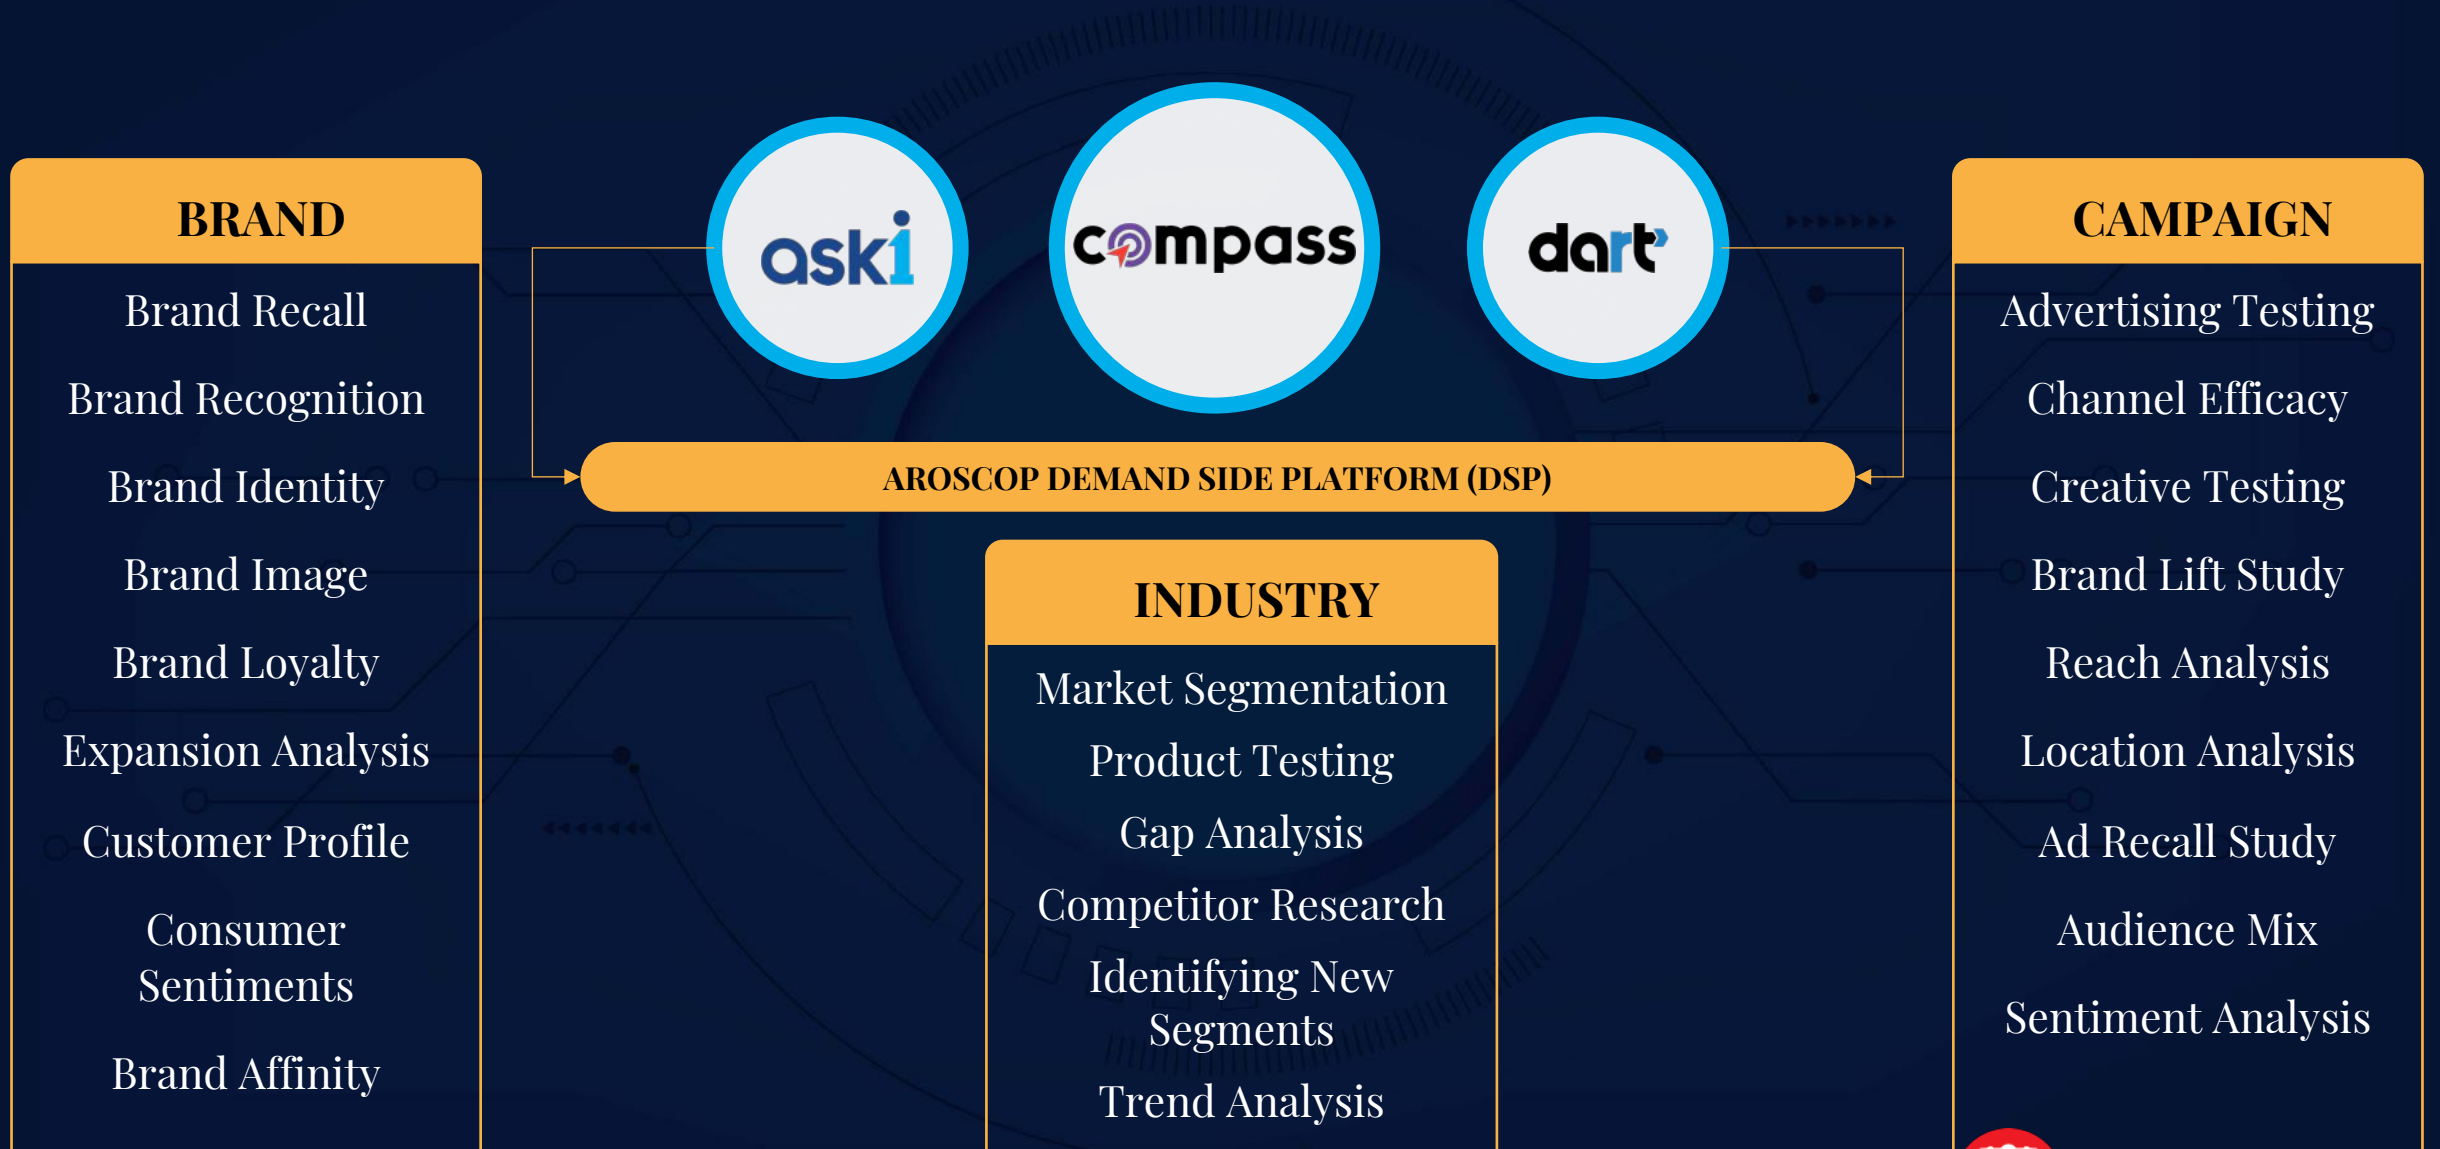 aski
compass
dart
BRAND
Brand Recall
Brand Recognition
Brand Identity
Brand Image
Brand Loyalty
Expansion Analysis
Customer Profile
Consumer
Sentiments
Brand Affinity
AROSCOP DEMAND SIDE PLATFORM (DSP)
INDUSTRY
Market Segmentation
Product Testing
Gap Analysis
Competitor Research
Identifying New
Segments
Trend Analysis
CAMPAIGN
Advertising Testing
Channel Efficacy
Creative Testing
Brand Lift Study
Reach Analysis
Location Analysis
Ad Recall Study
Audience Mix
Sentiment Analysis